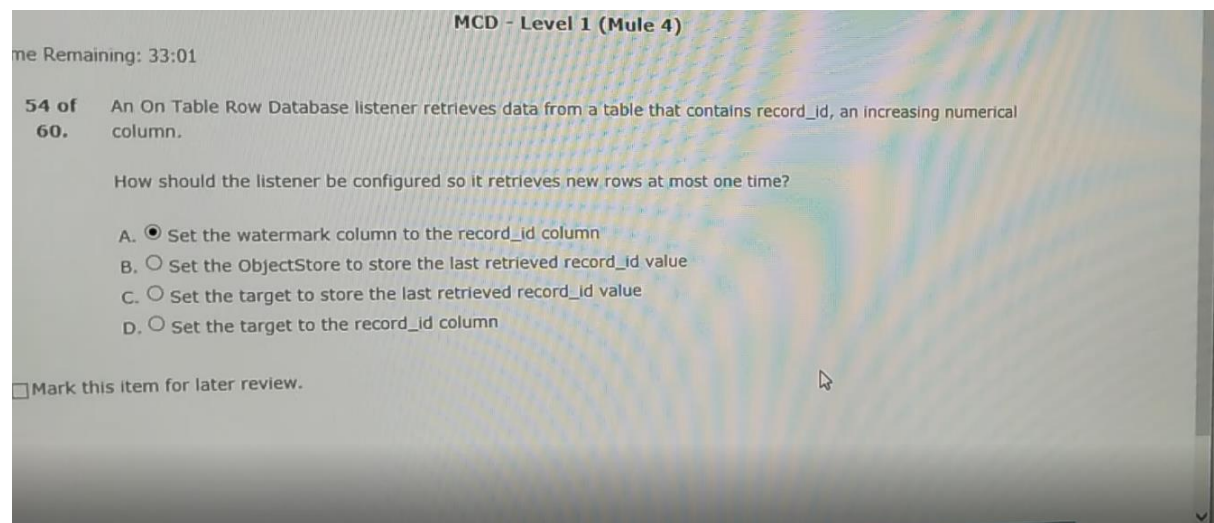 MCD - Level 1 (Mule 4)
me Remaining: 33:01
54 of An On Table Row Database listener retrieves data from a table that contains record_id, an increasing numerical
60. column.
How should the listener be configured so it retrieves new rows at most one time?
A. Set the watermark column to the record_id column
B. Set the ObjectStore to store the last retrieved record_id value
C. Set the target to store the last retrieved record_id value
D. Set the target to the record_id column
Mark this item for later review.